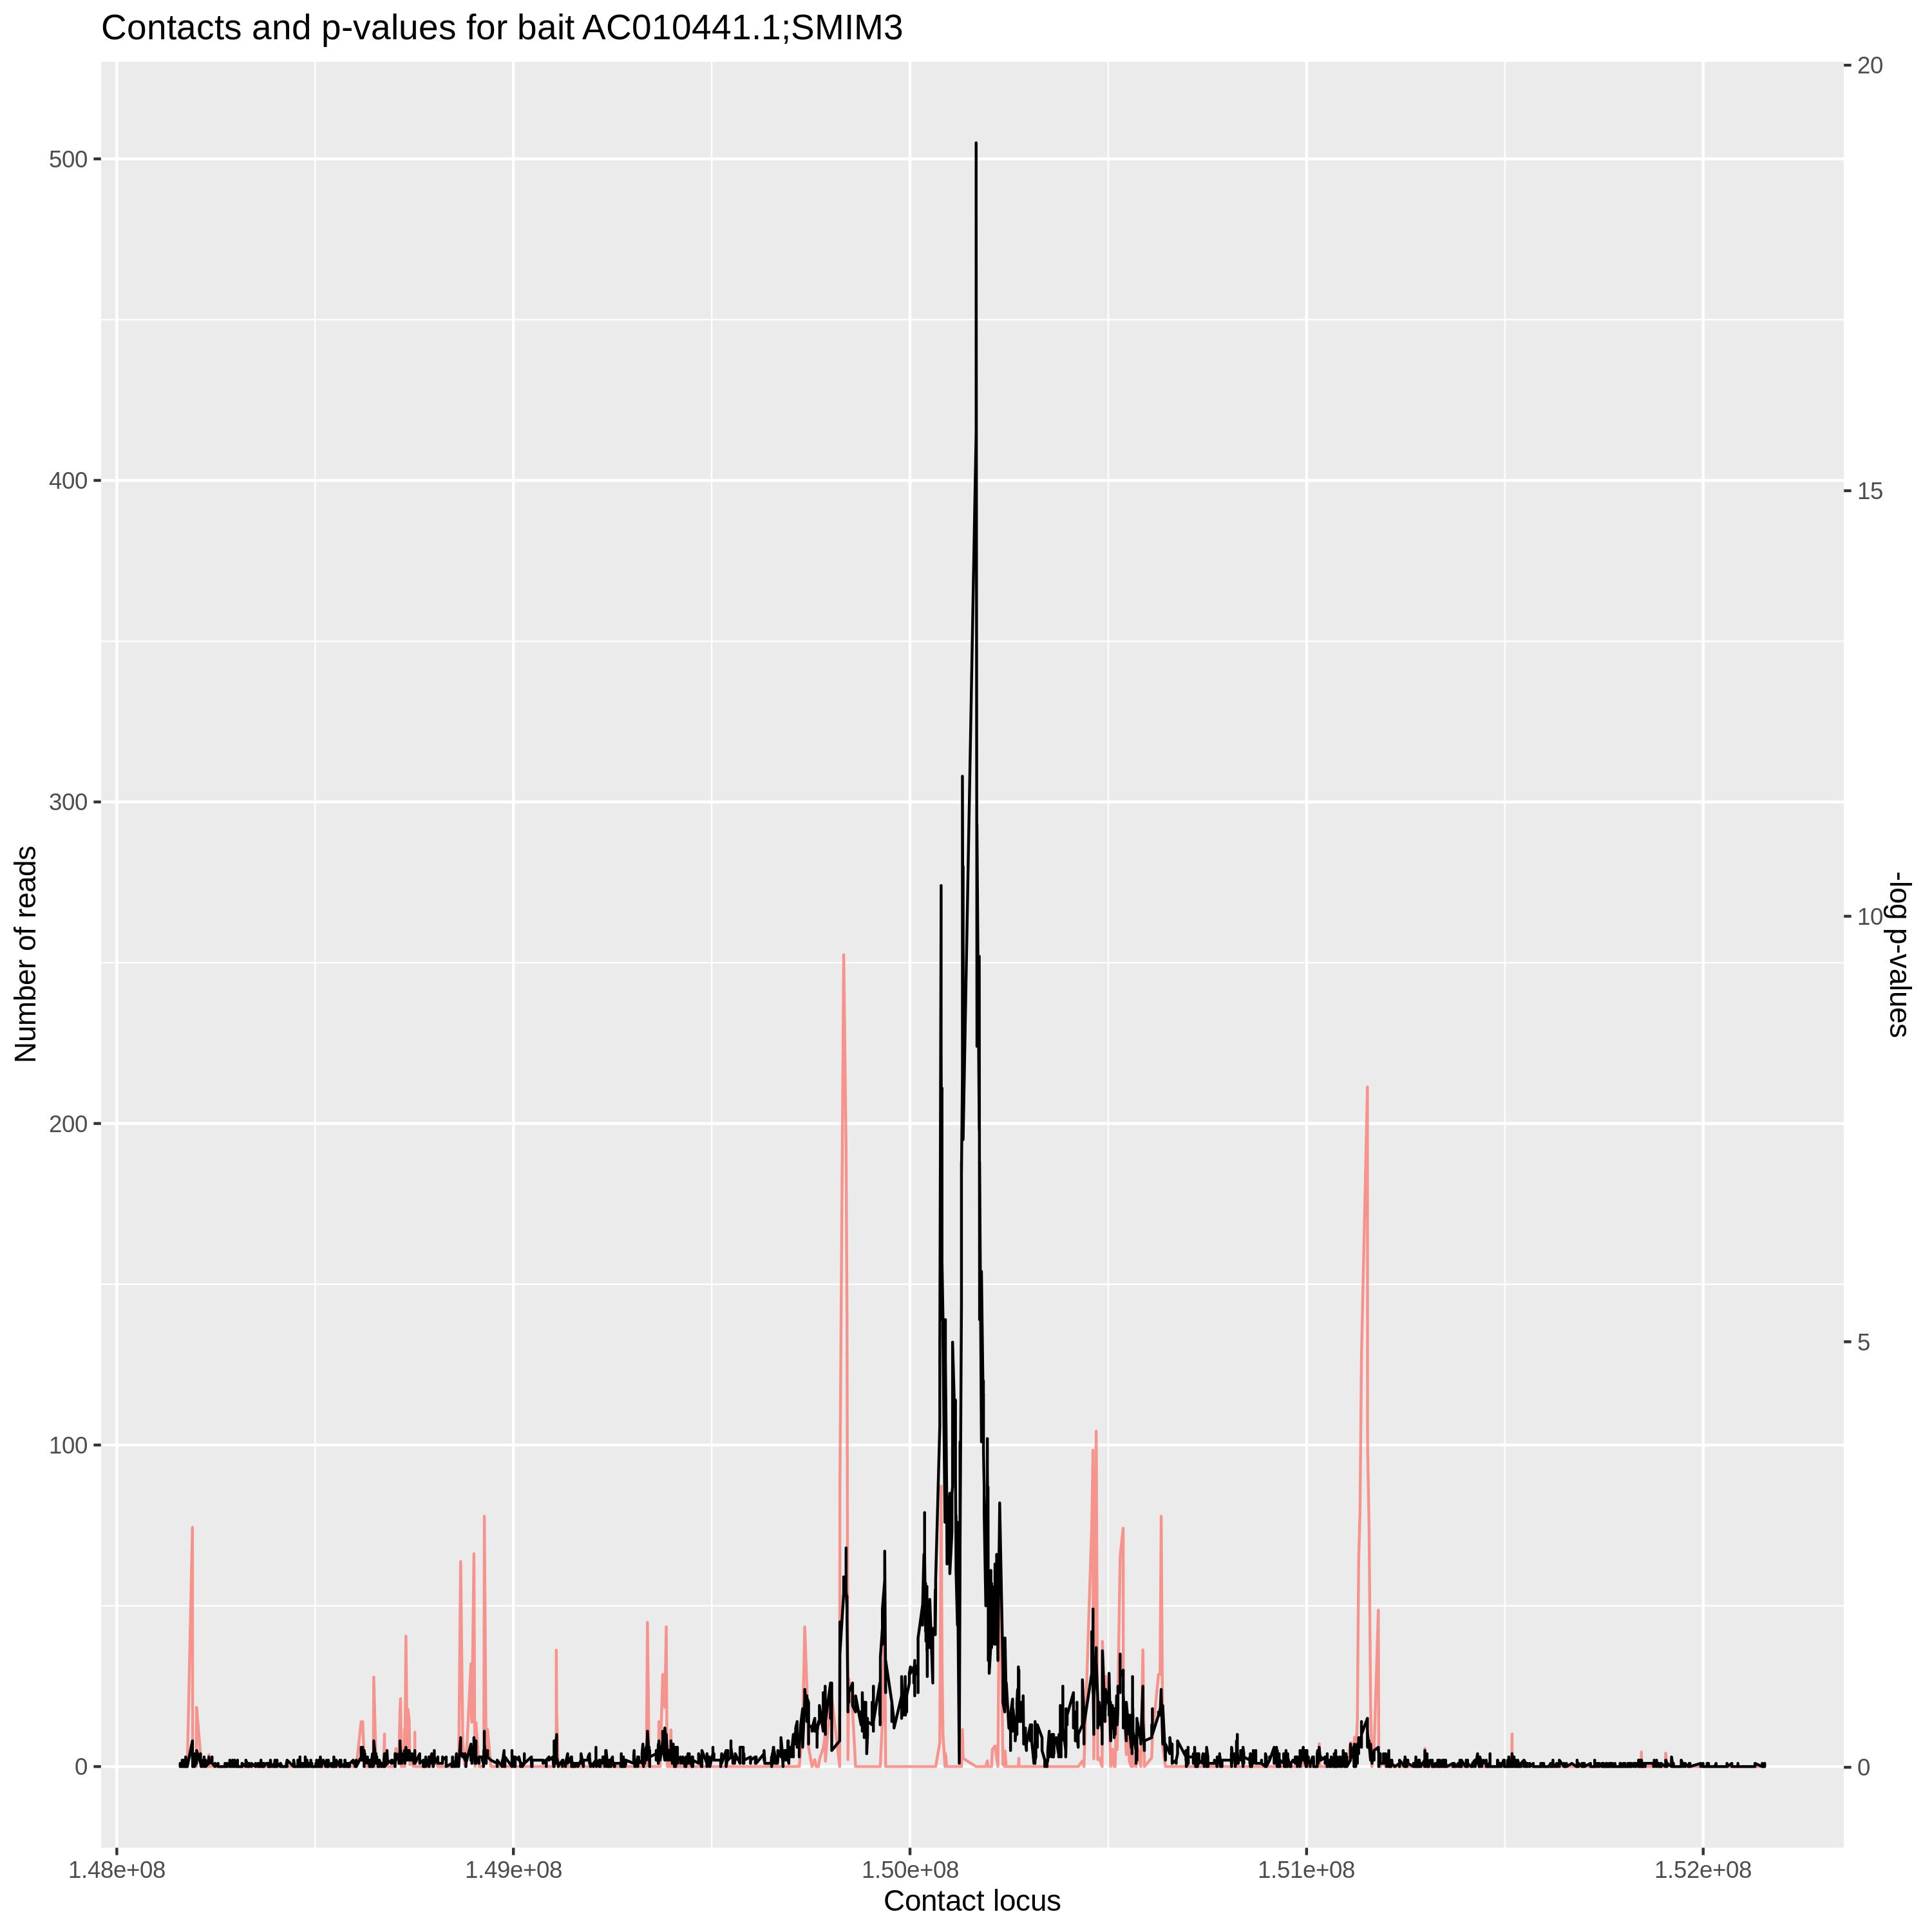 Contacts and p-values for bait AC010441.1;SMIM3
Number of reads
500
400
300
200
100
0
20
15
10
5
0
-log p-values
1.48e+08
1.49e+08
1.50e+08
1.51e+08
1.52e+08
Contact locus